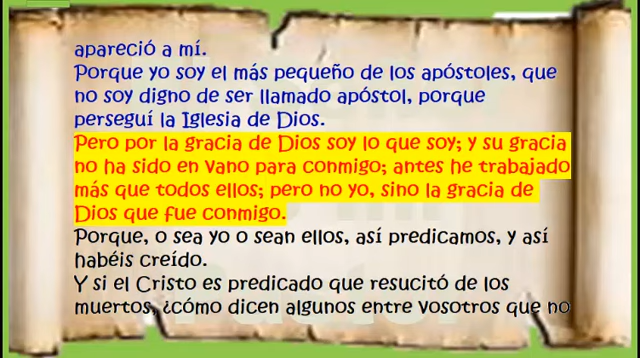 apareció a mí.
Porque yo soy el más pequeño de los apóstoles, que
no soy digno de ser llamado apóstol, porque
perseguí la Iglesia de Dios.
Pero por la gracia de Dios soy lo que soy; y su gracia
no ha sido en vano para conmigo; antes he trabajado
más que todos ellos; pero no yo, sino la gracia de
Dios que fue conmigo.
Porque, o sea yo o sean ellos, así predicamos, y así
habéis creído.
Y si el Cristo es predicado que resucitó de los
muertos, ¿cómo dicen algunos entre vosotros que no